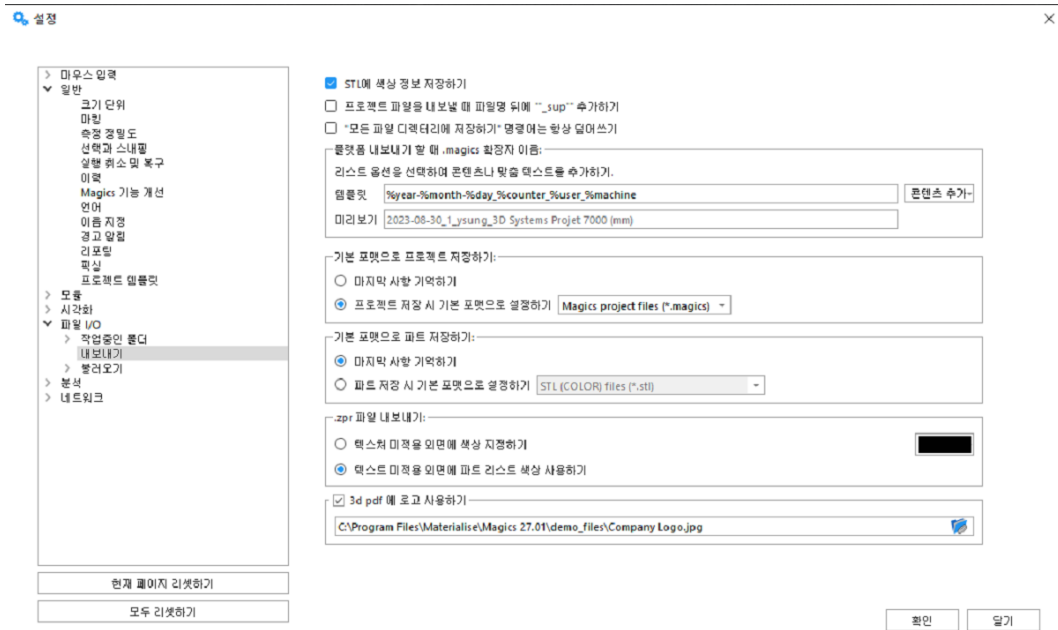 설정
마우스 입력
일반
크기 단위
마킹
측정 정밀도
선택과 스내핑
실행 취소 및 복구
이력
Magics 기능 개선
언어
이름 지정
경고 알림
리포팅
픽싱
프로젝트 템플릿
모듈
시각화
파일 I/O
작업중인 폴더
내보내기
불러오기
분석
네트워크
현재 페이지 리셋하기
모두 리셋하기
STL에 색상 정보 저장하기
프로젝트 파일을 내보낼 때 파일명 뒤에 ""_sup"" 추가하기
"모든 파일 디렉터리에 저장하기" 명령어는 항상 덮어쓰기
플랫폼 내보내기 할 때 .magics 확장자 이름:
리스트 옵션을 선택하여 콘텐츠나 맞춤 텍스트를 추가하기.
템플릿 %year-%month-%day_%counter_%user_%machine 콘텐츠 추가
미리보기 2023-08-30_1_ysung_3D Systems Projet 7000 (mm)
기본 포맷으로 프로젝트 저장하기:
마지막 사항 기억하기
프로젝트 저장 시 기본 포맷으로 설정하기 Magics project files (*.magics)
기본 포맷으로 파트 저장하기:
마지막 사항 기억하기
파트 저장 시 기본 포맷으로 설정하기 STL (COLOR) files (*.stl)
.zpr 파일 내보내기:
텍스쳐 미적용 외면에 색상 지정하기
텍스트 미적용 외면에 파트 리스트 색상 사용하기
3d pdf 에 로고 사용하기
C:\Program Files\Materialise\Magics 27.01\demo_files\Company Logo.jpg
확인 닫기